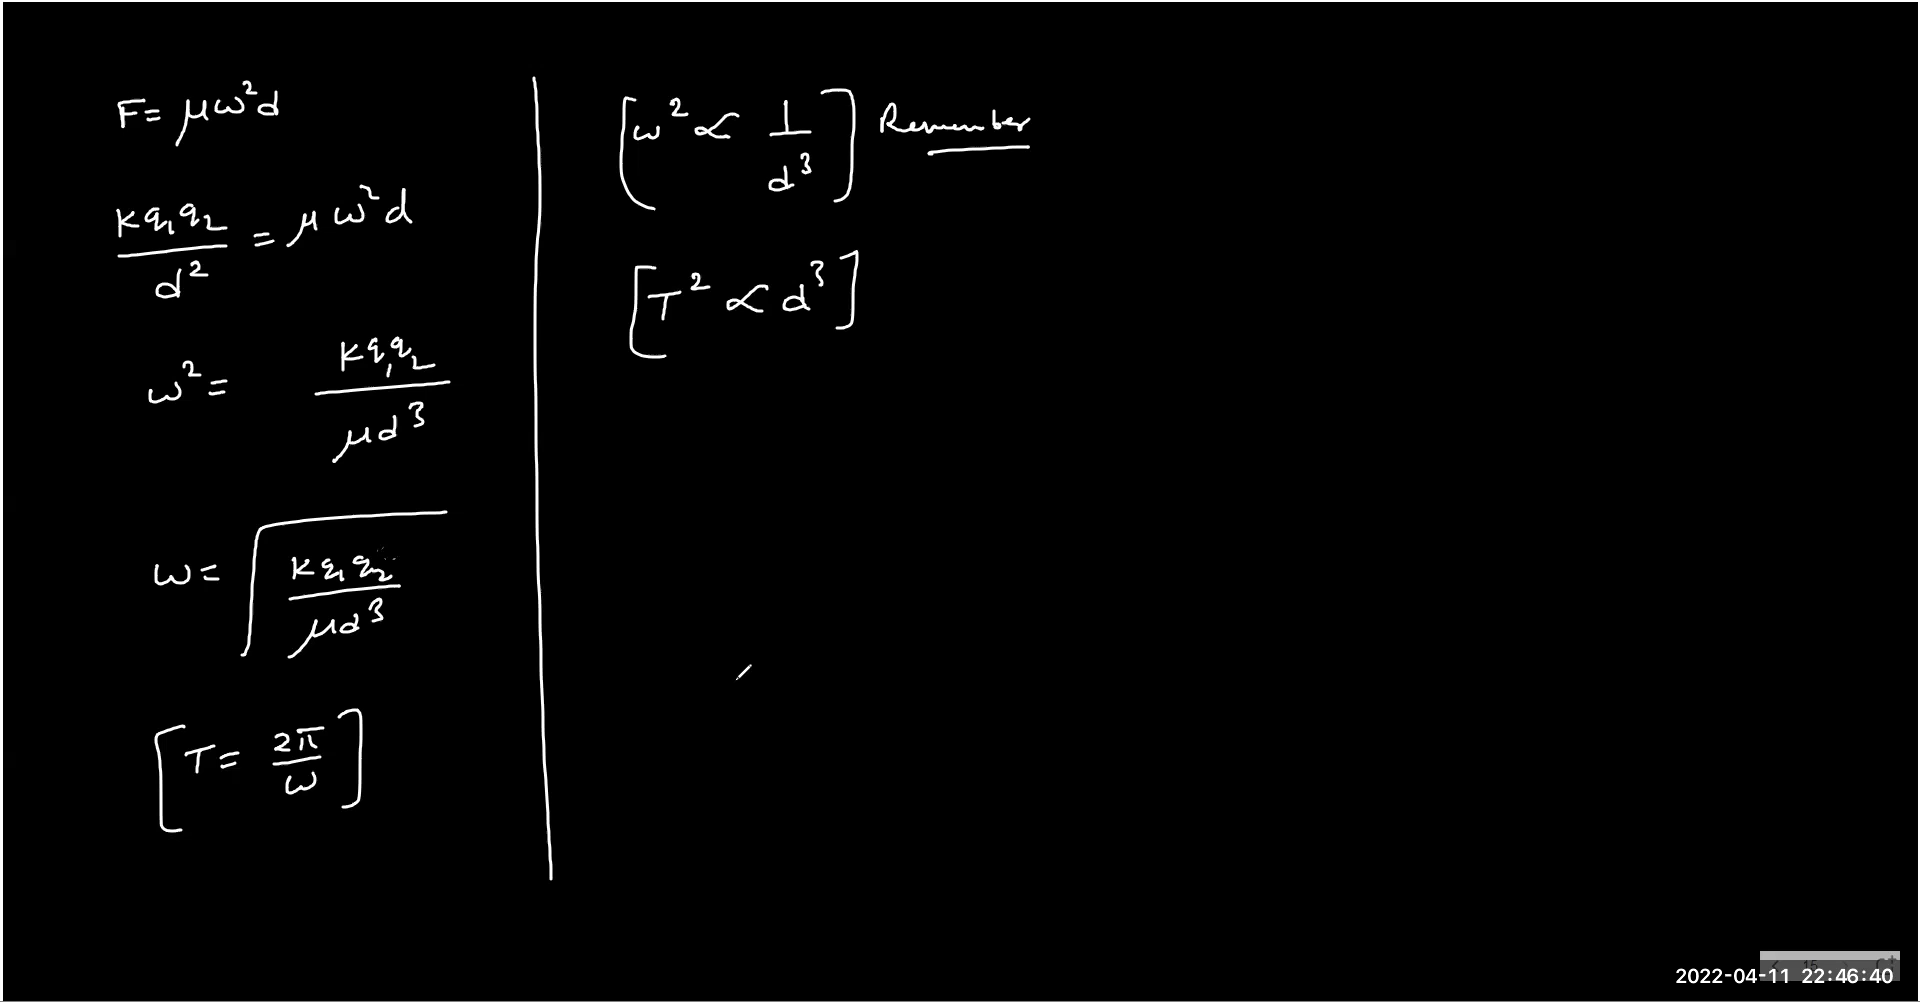 F = μω²d
kq₁q₂/d² = μω²d
ω² = kq₁q₂/μd³
ω = √(kq₁q₂/μd³)
[T = 2π/ω]
[ω² ∝ 1/d³] Remember
[T² ∝ d³]
2022-04-11 22:46:40